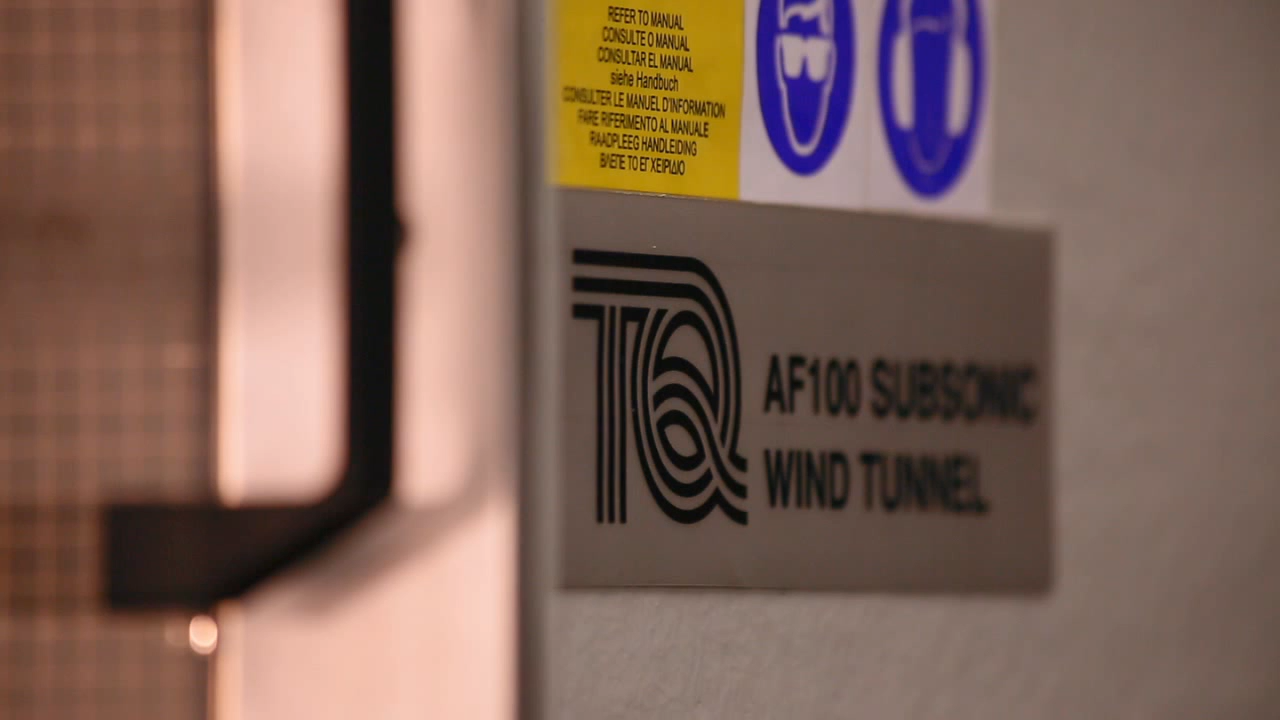 REFER TO MANUAL
CONSULTE O MANUAL
CONSULTAR EL MANUAL
siehe Handbuch
CONSULTER LE MANUEL D'INFORMATION
FARE RIFERIMENTO AL MANUALE
RAADPLEEG HANDLEIDING
ΒΛΕΠΕ ΤΟ ΕΓΧΕΙΡΙΔΙΟ
TQ
AF100 SUBSONIC
WIND TUNNEL